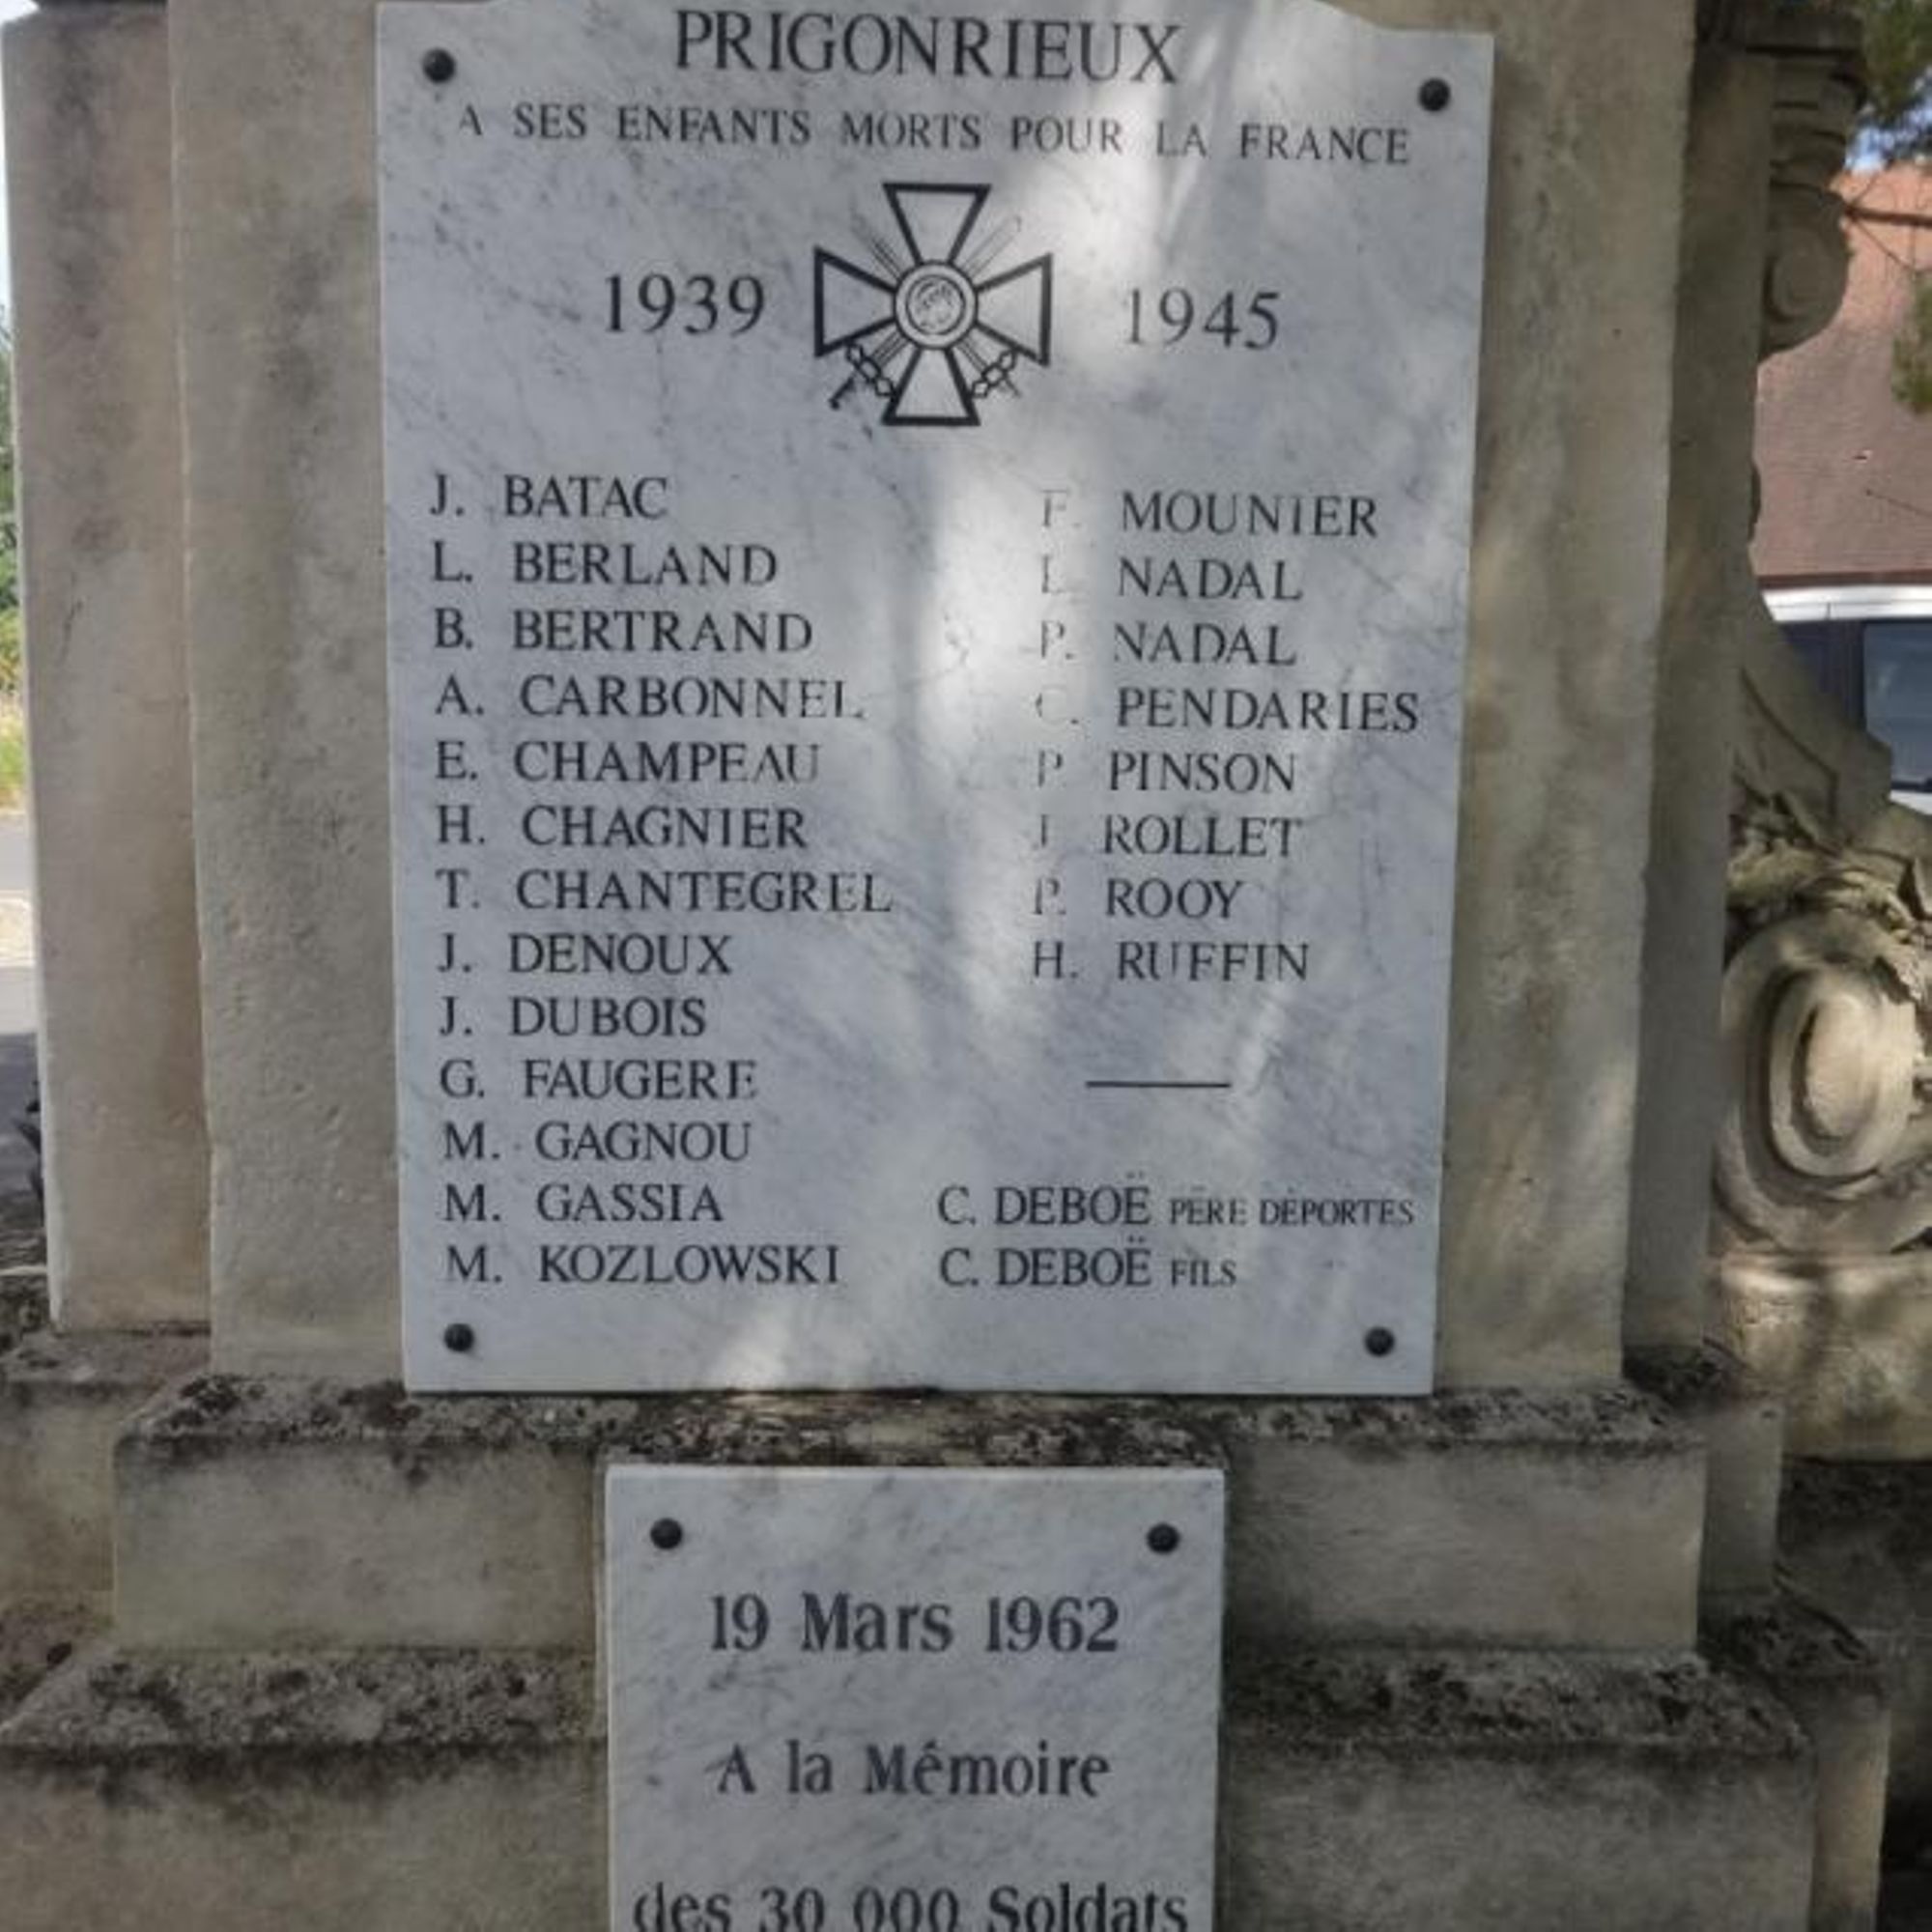 PRIGONRIEUX
A SES ENFANTS MORTS POUR LA FRANCE
1939 1945
J. BATAC
L. BERLAND
B. BERTRAND
A. CARBONNEL
E. CHAMPEAU
H. CHAGNIER
T. CHANTEGREL
J. DENOUX
J. DUBOIS
G. FAUGERE
M. GAGNOU
M. GASSIA
M. KOZLOWSKI
F. MOUNIER
L. NADAL
P. NADAL
C. PENDARIES
P. PINSON
ROLLET
P. ROOY
H. RUFFIN
C. DEBOË PÈRE DÉPORTÉS
C. DEBOË FILS
19 Mars 1962
A la Mémoire
des 30 000 Soldats